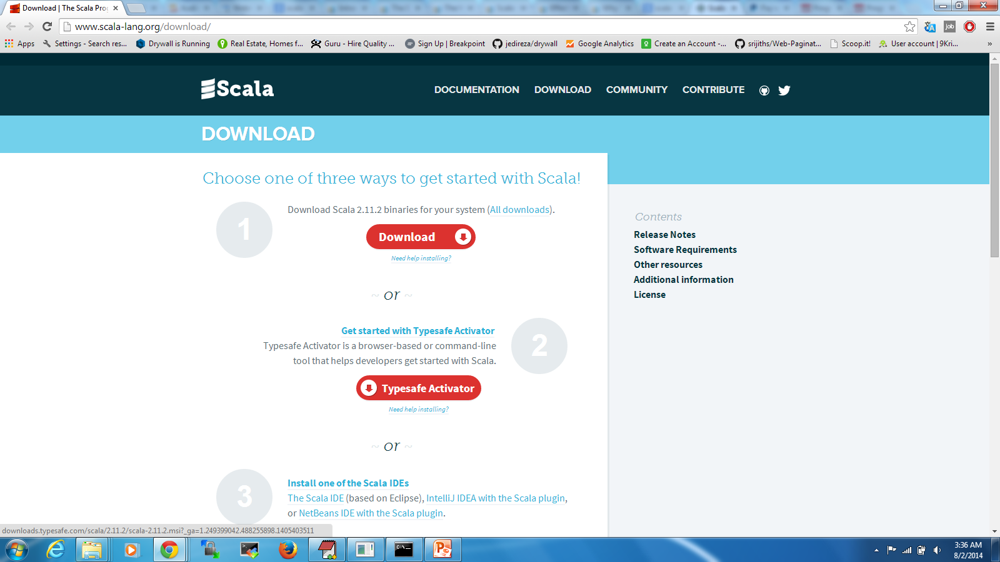 Download | The Scala Pro
www.scala-lang.org/download/
Apps Settings - Search res... Drywall is Running Real Estate, Homes f... Guru - Hire Quality ... Sign Up | Breakpoint jedireza/drywall Google Analytics Create an Account -... srijiths/Web-Paginat... Scoop.it! User account | 9Kri... »
Scala
DOCUMENTATION DOWNLOAD COMMUNITY CONTRIBUTE
DOWNLOAD
Choose one of three ways to get started with Scala!
1
Download Scala 2.11.2 binaries for your system (All downloads).
Download
Need help installing?
~ or ~
Get started with Typesafe Activator
Typesafe Activator is a browser-based or command-line
tool that helps developers get started with Scala.
2
Typesafe Activator
Need help installing?
~ or ~
3
Install one of the Scala IDEs
The Scala IDE (based on Eclipse), IntelliJ IDEA with the Scala plugin,
or NetBeans IDE with the Scala plugin.
Contents
Release Notes
Software Requirements
Other resources
Additional information
License
downloads.typesafe.com/scala/2.11.2/scala-2.11.2.msi?_ga=1.249399042.488255898.1405403511
3:36 AM
8/2/2014